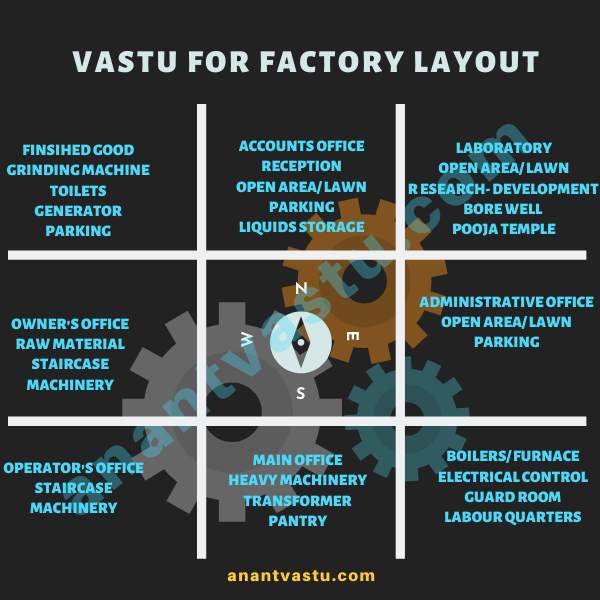 VASTU FOR FACTORY LAYOUT
FINSIHED GOOD
GRINDING MACHINE
TOILETS
GENERATOR
PARKING
ACCOUNTS OFFICE
RECEPTION
OPEN AREA/LAWN
PARKING
LIQUIDS STORAGE
LABORATORY
OPEN AREA/LAWN
R ESEARCH- DEVELOPMENT
BORE WELL
POOJA TEMPLE
OWNER'S OFFICE
RAW MATERIAL
STAIRCASE
MACHINERY
N
W
E
S
ADMINISTRATIVE OFFICE
OPEN AREA/LAWN
PARKING
OPERATOR'S OFFICE
STAIRCASE
MACHINERY
MAIN OFFICE
HEAVY MACHINERY
TRANSFORMER
PANTRY
BOILERS/FURNACE
ELECTRICAL CONTROL
GUARD ROOM
LABOUR QUARTERS
anantvastu.com
anantvastu.com